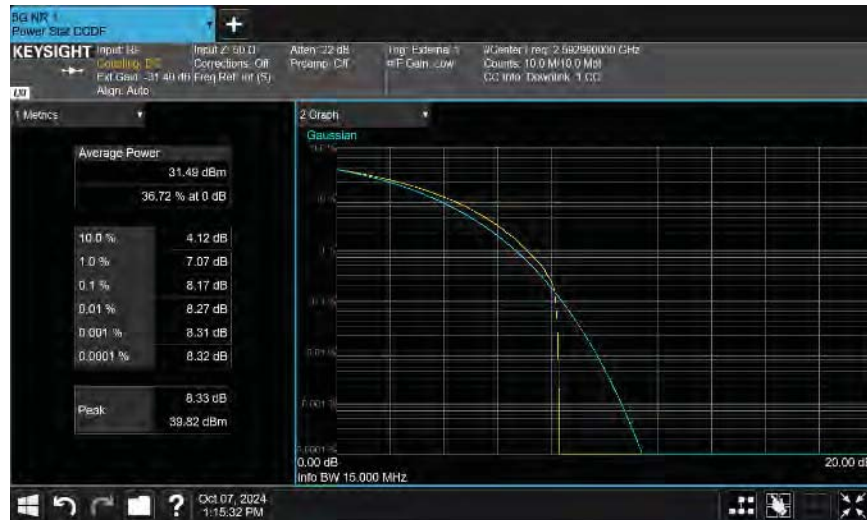 5G NR 1
Power Stat CCDF
KEYSIGHT
Input: RF
Coupling: DC
Ext Gain: -31.40 dB
Align: Auto
Input Z: 50 Ω
Corrections: Off
Freq Ref: Int (S)
Atten: 22 dB
Preamp: Off
Trig: External 1
#IF Gain: Low
#Center Freq: 2.592990000 GHz
Counts: 10.0 M/10.0 Mpt
CC Info: Downlink, 1 CC
1 Metrics
Average Power
31.49 dBm
36.72 % at 0 dB
10.0 % 4.12 dB
1.0 % 7.07 dB
0.1 % 8.17 dB
0.01 % 8.27 dB
0.001 % 8.31 dB
0.0001 % 8.32 dB
Peak
8.33 dB
39.82 dBm
2 Graph
Gaussian
0.001 %
0.0001 %
0.00 dB
20.00 dB
Info BW 15.000 MHz
Oct 07, 2024
1:15:32 PM